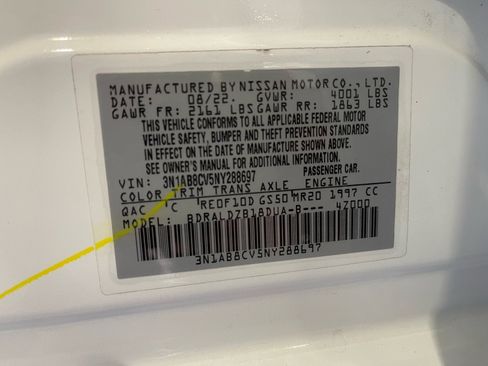 MANUFACTURED BY NISSAN MOTOR CO., LTD.
DATE: 08/22. GVWR: 4001 LBS
GAWR FR: 2161 LBS GAWR RR: 1863 LBS
THIS VEHICLE CONFORMS TO ALL APPLICABLE FEDERAL MOTOR
VEHICLE SAFETY, BUMPER AND THEFT PREVENTION STANDARDS
IN EFFECT ON THE DATE OF MANUFACTURE SHOWN ABOVE.
SEE OWNER'S MANUAL FOR ADDITIONAL INFORMATION
VIN: 3N1AB8CV5NY288697 PASSENGER CAR.
COLOR TRIM TRANS AXLE ENGINE
QAC C RE0F10D GS50 MR20 1997 CC
MODEL: BDRALDZB18DUA-B--- 47000
3N1AB8CV5NY288697